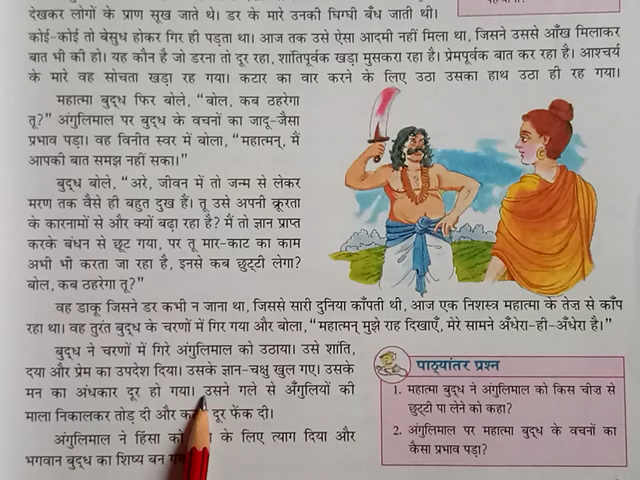 देखकर लोगों के प्राण सूख जाते थे। डर के मारे उनकी घिग्घी बँध जाती थी।
कोई-कोई तो बेसुध होकर गिर ही पड़ता था। आज तक उसे ऐसा आदमी नहीं मिला था, जिसने उससे आँख मिलाकर
बात भी की हो। यह कौन है जो डरना तो दूर रहा, शांतिपूर्वक खड़ा मुसकरा रहा है। प्रेमपूर्वक बात कर रहा है। आश्चर्य
के मारे वह सोचता खड़ा रह गया। कटार का वार करने के लिए उठा उसका हाथ उठा ही रह गया।
महात्मा बुद्ध फिर बोले, “बोल, कब ठहरेगा
तू?” अंगुलिमाल पर बुद्ध के वचनों का जादू-जैसा
प्रभाव पड़ा। वह विनीत स्वर में बोला, “महात्मन्, मैं
आपकी बात समझ नहीं सका।”
बुद्ध बोले, “अरे, जीवन में तो जन्म से लेकर
मरण तक वैसे ही बहुत दुख हैं। तू उसे अपनी क्रूरता
के कारनामों से और क्यों बढ़ा रहा है? मैं तो ज्ञान प्राप्त
करके बंधन से छूट गया, पर तू मार-काट का काम
अभी भी करता जा रहा है, इनसे कब छुट्टी लेगा?
बोल, कब ठहरेगा तू?”
वह डाकू जिसने डर कभी न जाना था, जिससे सारी दुनिया काँपती थी, आज एक निशस्त्र महात्मा के तेज़ से काँप
रहा था। वह तुरंत बुद्ध के चरणों में गिर गया और बोला, “महात्मन् मुझे राह दिखाएँ, मेरे सामने अँधेरा-ही-अँधेरा है।”
बुद्ध ने चरणों में गिरे अंगुलिमाल को उठाया। उसे शांति,
दया और प्रेम का उपदेश दिया। उसके ज्ञान-चक्षु खुल गए। उसके
मन का अंधकार दूर हो गया। उसने गले से अँगुलियों की
माला निकालकर तोड़ दी और दूर फेंक दी।
अंगुलिमाल ने हिंसा को के लिए त्याग दिया और
भगवान बुद्ध का शिष्य बन
पाठ्यांतर प्रश्न
1. महात्मा बुद्ध ने अंगुलिमाल को किस चीज़ से
छुट्टी पा लेने को कहा?
2. अंगुलिमाल पर महात्मा बुद्ध के वचनों का
कैसा प्रभाव पड़ा?